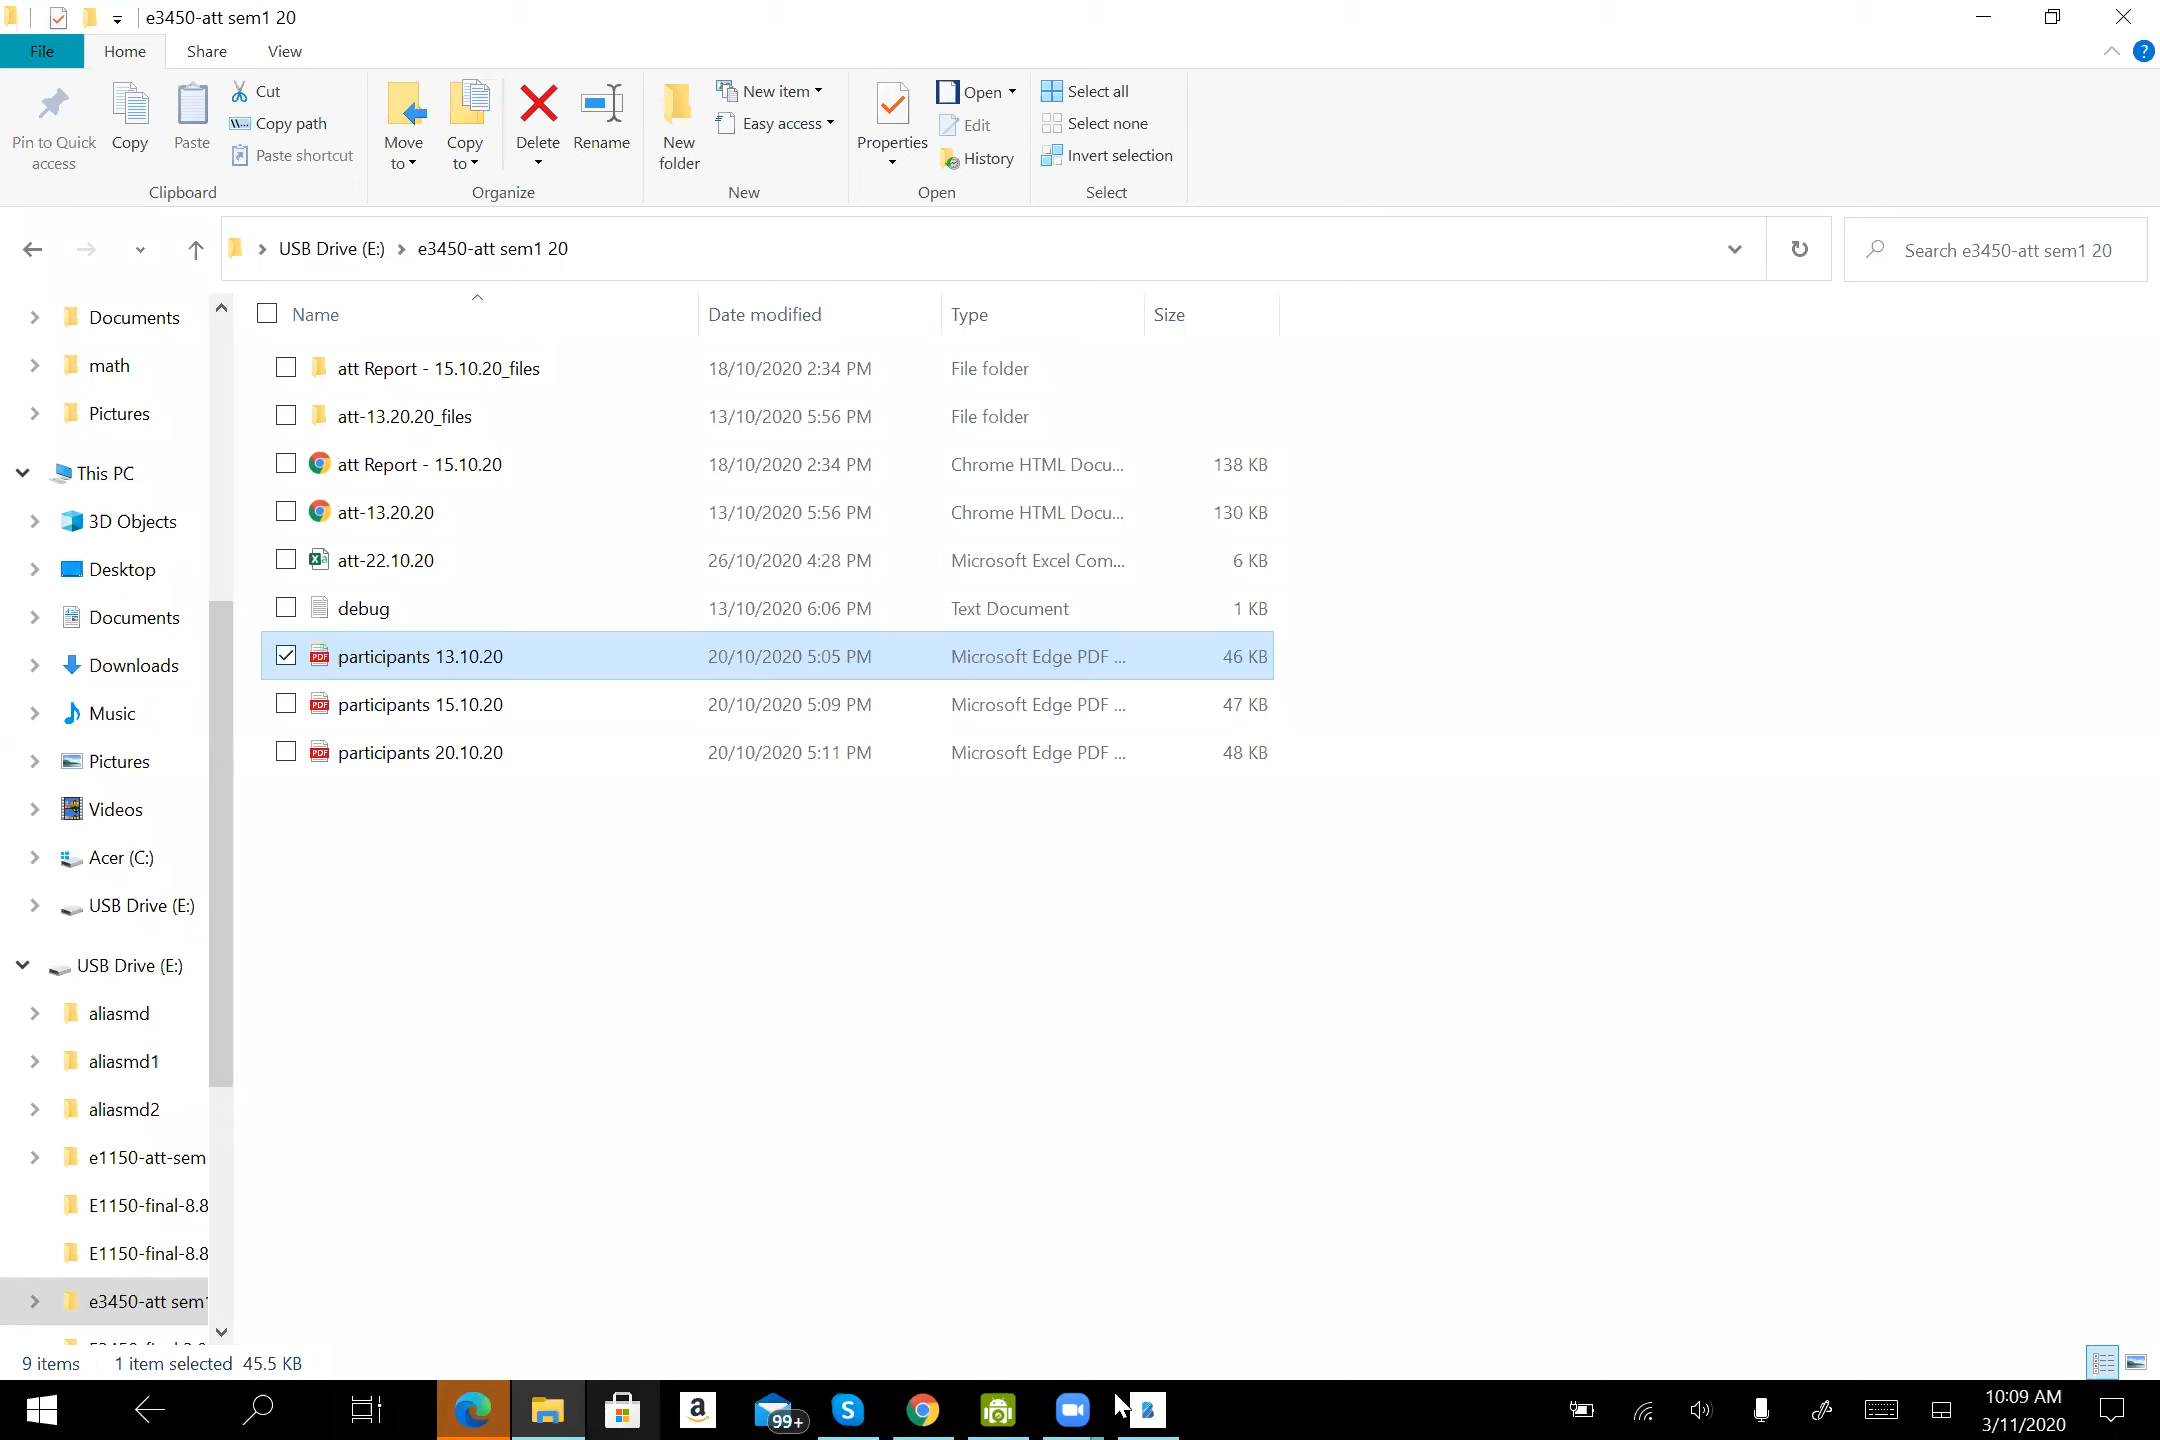 e3450-att sem1 20
File Home Share View
Pin to Quick access
Copy
Paste
Cut
Copy path
Paste shortcut
Clipboard
Move to
Copy to
Delete
Rename
Organize
New folder
New item
Easy access
New
Properties
Open
Edit
History
Open
Select all
Select none
Invert selection
Select
USB Drive (E:) > e3450-att sem1 20
Search e3450-att sem1 20
Documents
math
Pictures
This PC
3D Objects
Desktop
Documents
Downloads
Music
Pictures
Videos
Acer (C:)
USB Drive (E:)
USB Drive (E:)
aliasmd
aliasmd1
aliasmd2
e1150-att-sem
E1150-final-8.8
E1150-final-8.8
e3450-att sem1
Name Date modified Type Size
att Report - 15.10.20_files 18/10/2020 2:34 PM File folder
att-13.20.20_files 13/10/2020 5:56 PM File folder
att Report - 15.10.20 18/10/2020 2:34 PM Chrome HTML Docu... 138 KB
att-13.20.20 13/10/2020 5:56 PM Chrome HTML Docu... 130 KB
att-22.10.20 26/10/2020 4:28 PM Microsoft Excel Com... 6 KB
debug 13/10/2020 6:06 PM Text Document 1 KB
participants 13.10.20 20/10/2020 5:05 PM Microsoft Edge PDF ... 46 KB
participants 15.10.20 20/10/2020 5:09 PM Microsoft Edge PDF ... 47 KB
participants 20.10.20 20/10/2020 5:11 PM Microsoft Edge PDF ... 48 KB
9 items 1 item selected 45.5 KB
99+
10:09 AM
3/11/2020